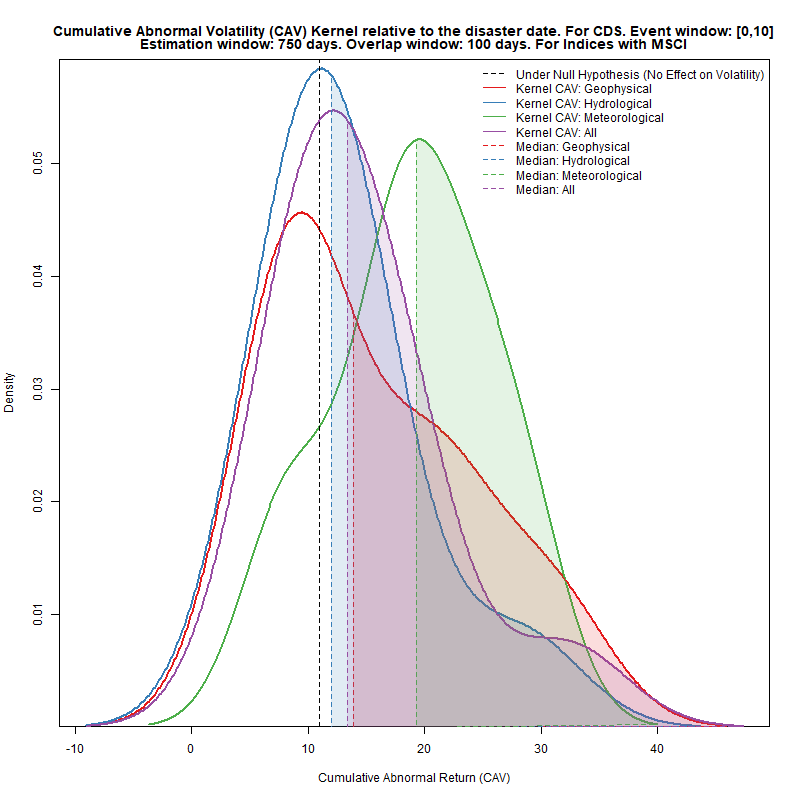 Cumulative Abnormal Volatility (CAV) Kernel relative to the disaster date. For CDS. Event window: [0,10]
Estimation window: 750 days. Overlap window: 100 days. For Indices with MSCI
Under Null Hypothesis (No Effect on Volatility)
Kernel CAV: Geophysical
Kernel CAV: Hydrological
Kernel CAV: Meteorological
Kernel CAV: All
Median: Geophysical
Median: Hydrological
Median: Meteorological
Median: All
Density
0.05
0.04
0.03
0.02
0.01
-10 0 10 20 30 40
Cumulative Abnormal Return (CAV)